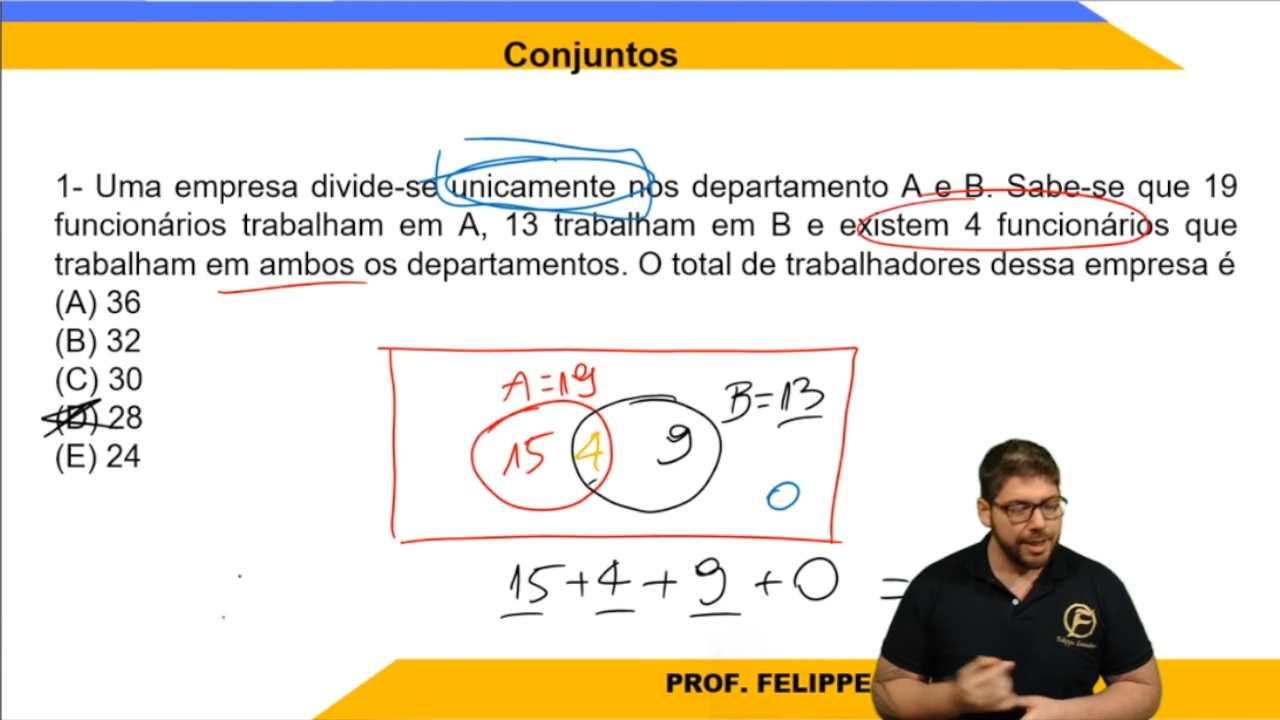 Conjuntos
1- Uma empresa divide-se unicamente nos departamento A e B. Sabe-se que 19
funcionários trabalham em A, 13 trabalham em B e existem 4 funcionários que
trabalham em ambos os departamentos. O total de trabalhadores dessa empresa é
(A) 36
(B) 32
(C) 30
(D) 28
(E) 24
A=19
B=13
15 4 9
0
15+4+9+0 =
PROF. FELIPPE